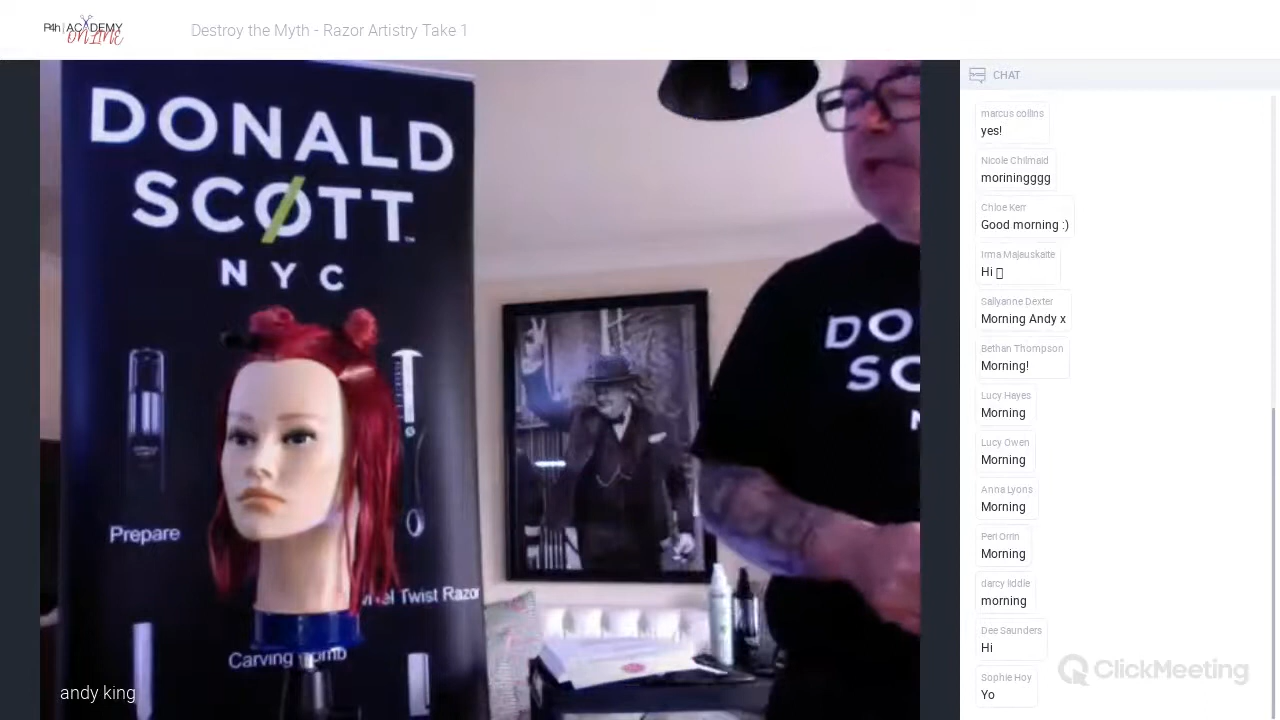 P4h ACADEMY
ONLINE
Destroy the Myth - Razor Artistry Take 1
CHAT
DONALD
SCØTT
NYC
Prepare
Twist Razor
Carving
andy king
DO
SC
N
marcus collins
yes!
Nicole Chilmaid
moriningggg
Chloe Kerr
Good morning :)
Irma Majauskaite
Hi
Sallyanne Dexter
Morning Andy x
Bethan Thompson
Morning!
Lucy Hayes
Morning
Lucy Owen
Morning
Anna Lyons
Morning
Peri Orrin
Morning
darcy liddle
morning
Dee Saunders
Hi
Sophie Hoy
Yo
ClickMeeting